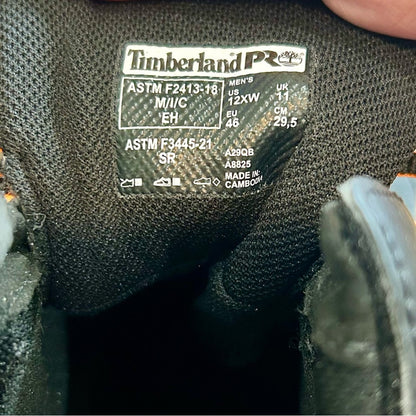 Timberland PRO
ASTM F2413-18
M/I/C
EH
ASTM F3445-21
SR
MEN'S
US UK
12XW 11
EU CM
46 29,5
A29QB
A8825
MADE IN:
CAMBODIA